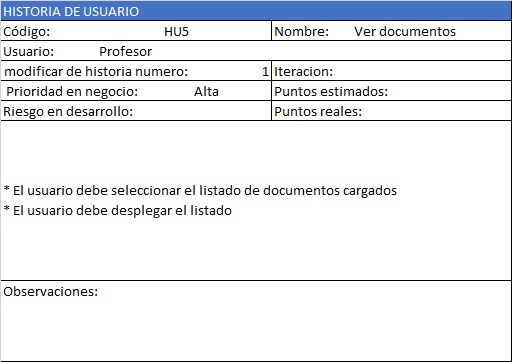 HISTORIA DE USUARIO
Código: HU5 Nombre: Ver documentos
Usuario: Profesor
modificar de historia numero: 1 Iteracion:
Prioridad en negocio: Alta Puntos estimados:
Riesgo en desarrollo: Puntos reales:
* El usuario debe seleccionar el listado de documentos cargados
* El usuario debe desplegar el listado
Observaciones: